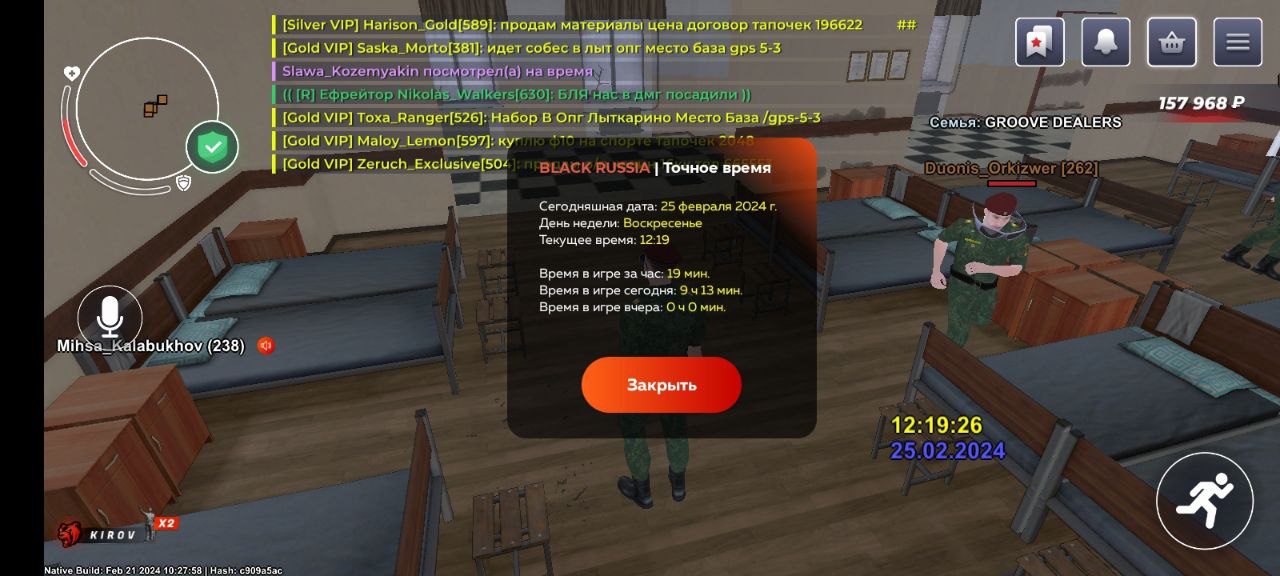 [Silver VIP] Harison_Gold[589]: продам материалы цена договор тапочек 196622 ##
[Gold VIP] Saska_Morto[381]: идет собес в лыт опг место база gps 5-3
Slawa_Kozemyakin посмотрел(а) на время
(( [R] Ефрейтор Nikolas_Walkers[630]: БЛЯ нас в дмг посадили ))
[Gold VIP] Toxa_Ranger[526]: Набор В Опг Лыткарино Место База /gps-5-3
[Gold VIP] Maloy_Lemon[597]: куплю ф10 на спорте тапочек 2048
[Gold VIP] Zeruch_Exclusive[504
157 968 ₽
Семья: GROOVE DEALERS
Duonis_Orkizwer [262]
BLACK RUSSIA | Точное время
Сегодняшная дата: 25 февраля 2024 г.
День недели: Воскресенье
Текущее время: 12:19
Время в игре за час: 19 мин.
Время в игре сегодня: 9 ч 13 мин.
Время в игре вчера: 0 ч 0 мин.
Закрыть
Mihsa_Kalabukhov (238)
12:19:26
25.02.2024
KIROV
X2
Native Build: Feb 21 2024 10:27:58 | Hash: c909a5ac